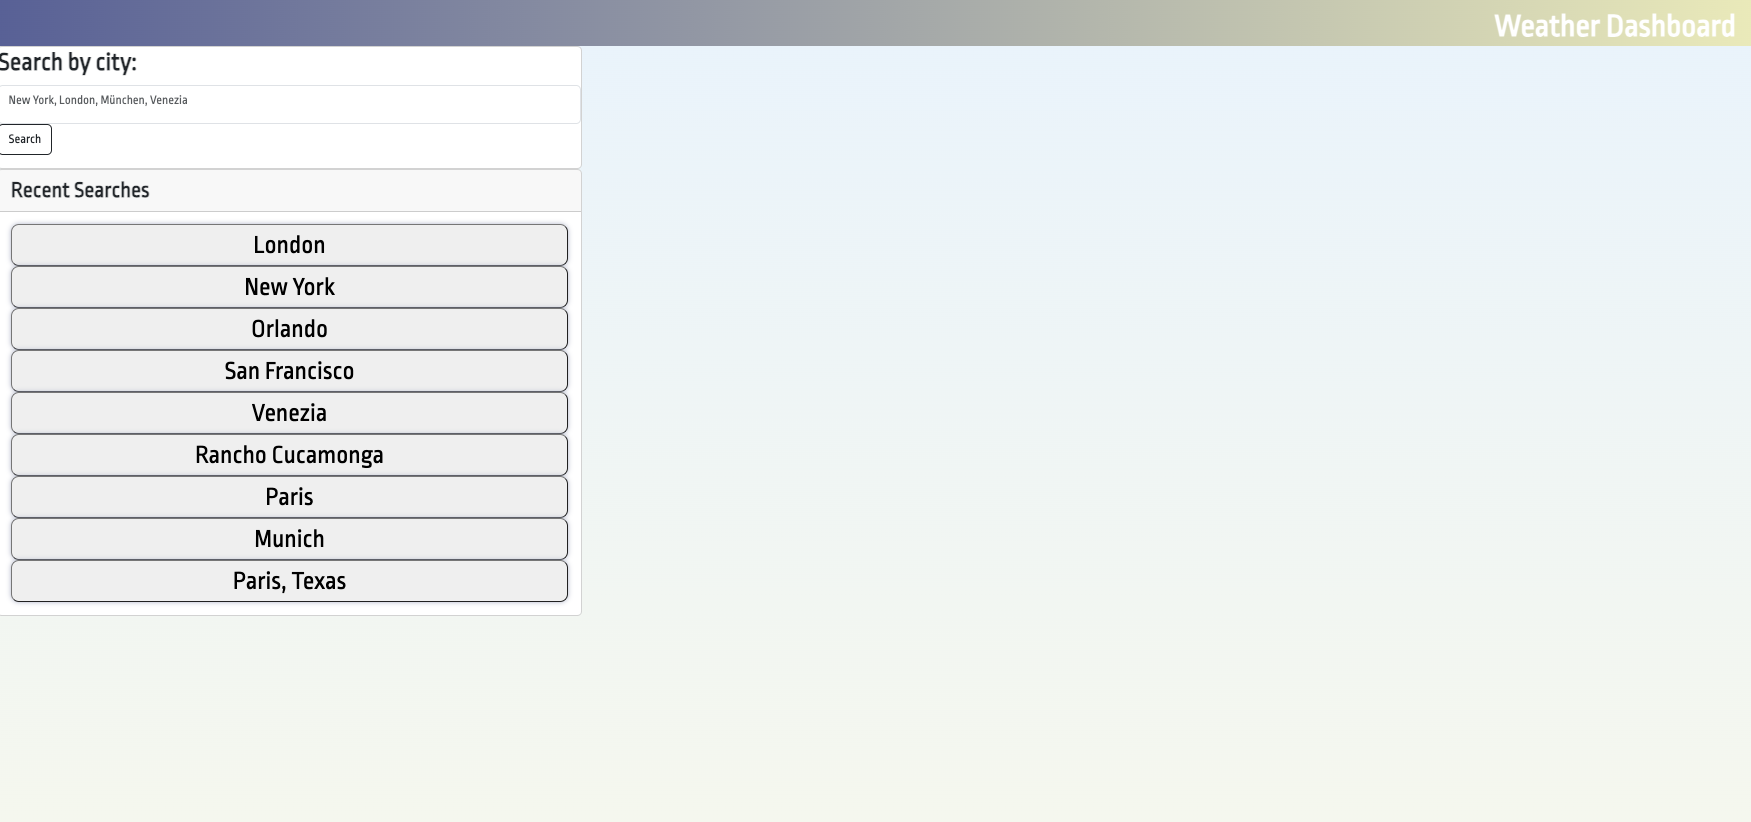 Weather Dashboard
Search by city:
New York, London, München, Venezia
Search
Recent Searches
London
New York
Orlando
San Francisco
Venezia
Rancho Cucamonga
Paris
Munich
Paris, Texas